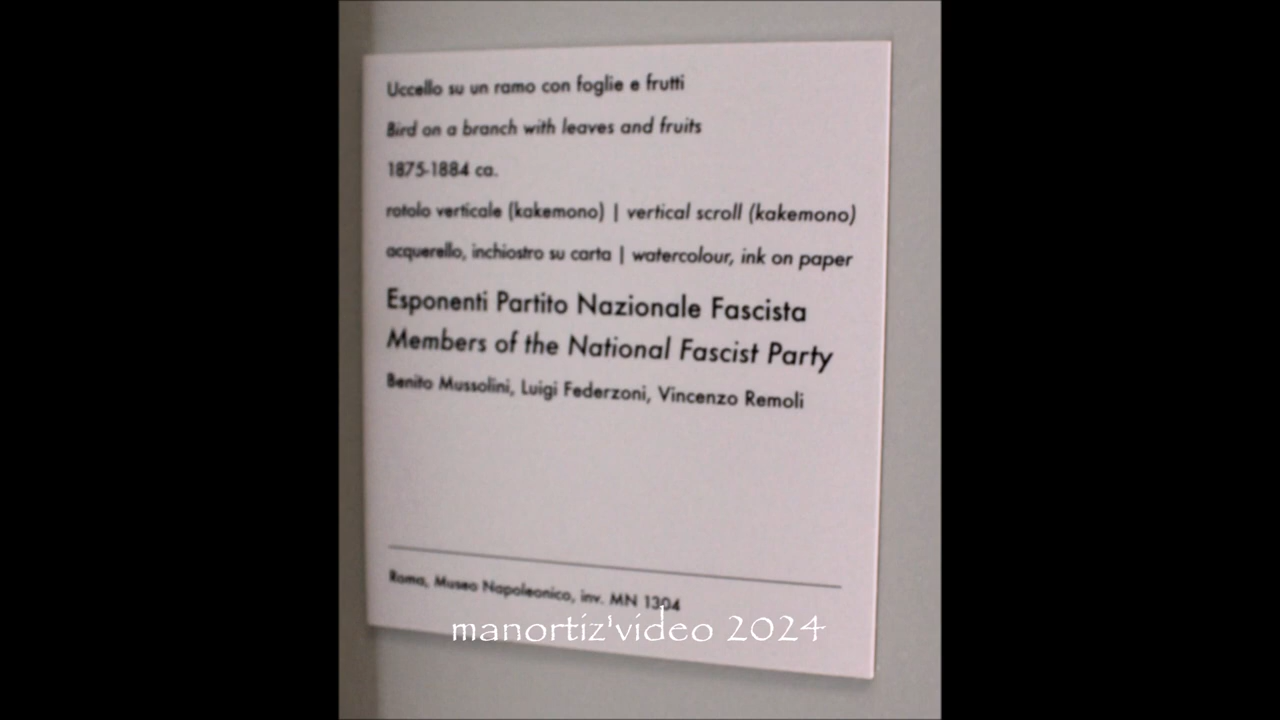 Uccello su un ramo con foglie e frutti
Bird on a branch with leaves and fruits
1875-1884 ca.
rotolo verticale (kakemono) | vertical scroll (kakemono)
acquerello, inchiostro su carta | watercolour, ink on paper
Esponenti Partito Nazionale Fascista
Members of the National Fascist Party
Benito Mussolini, Luigi Federzoni, Vincenzo Remoli
Roma, Museo Napoleonico, inv. MN 1304
manortiz'video 2024